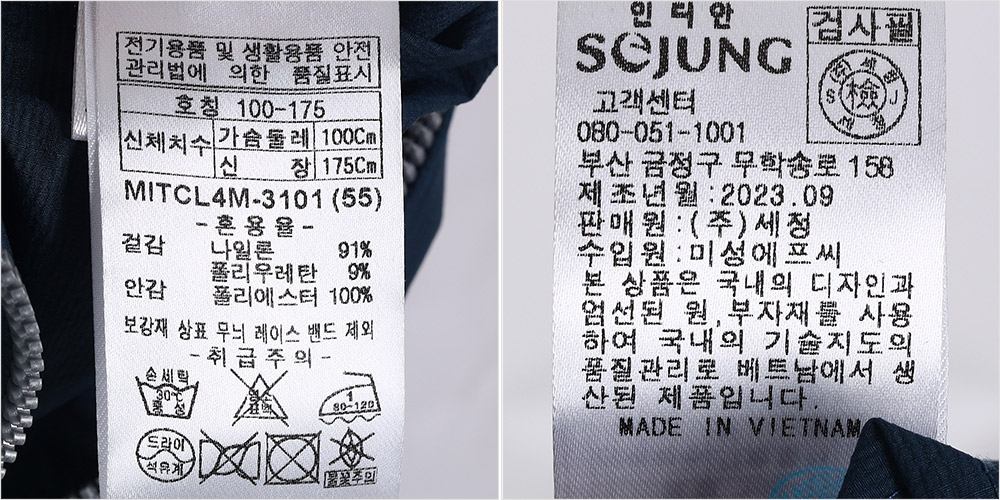 전기용품 및 생활용품 안전
관리법에 의한 품질표시
호칭 100-175
신체치수 가슴둘레 100Cm
신 장 175Cm
MITCL4M-3101 (55)
- 혼 용 율 -
겉감 나일론 91%
폴리우레탄 9%
안감 폴리에스터 100%
보강재 상표 무늬 레이스 밴드 제외
- 취 급 주 의 -
손세탁
30℃
중 성
염소
표백
1
80-120
드라이
석유계
불꽃주의
인디안
SEJUNG
고객센터
080-051-1001
부산 금정구 무학송로 158
제조년월:2023.09
판매원:(주)세정
수입원:미성에프씨
본 상품은 국내의 디자인과
엄선된 원,부자재를 사용
하여 국내의 기술지도의
품질관리로 베트남에서 생
산된 제품입니다.
MADE IN VIETNAM
검사필
(주)세정
檢
S J
세정